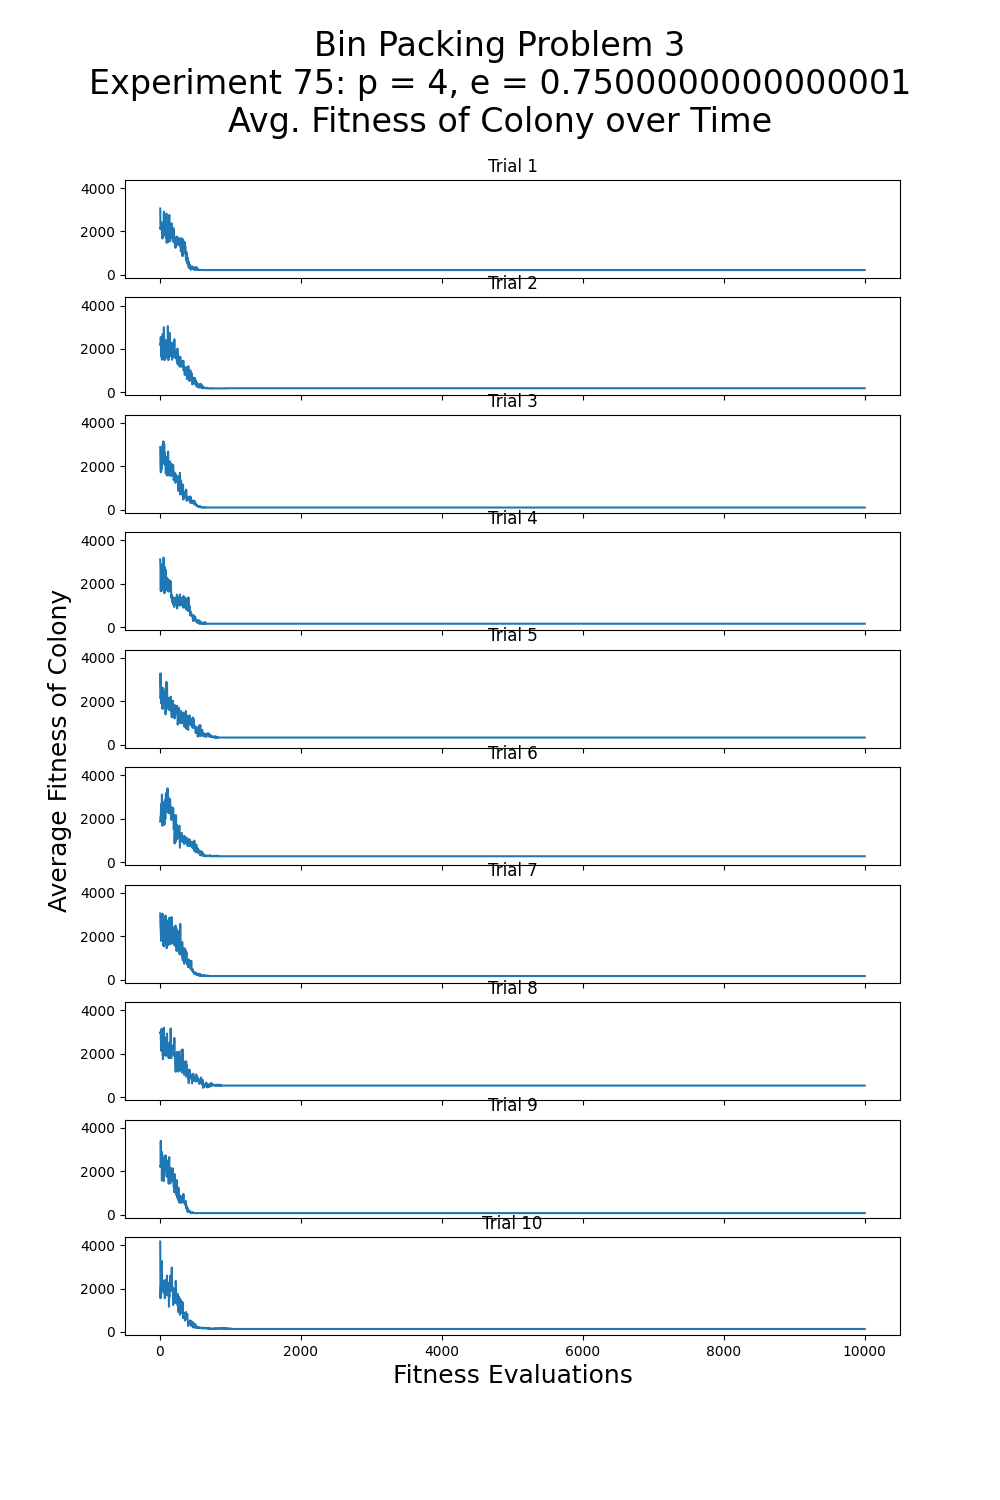 Bin Packing Problem 3
Experiment 75: p = 4, e = 0.7500000000000001
Avg. Fitness of Colony over Time
Trial 1
4000
2000
0
Trial 2
4000
2000
0
Trial 3
4000
2000
0
Trial 4
4000
2000
0
Trial 5
4000
2000
0
Trial 6
4000
2000
0
Trial 7
4000
2000
0
Trial 8
4000
2000
0
Trial 9
4000
2000
0
Trial 10
4000
2000
0
0 2000 4000 6000 8000 10000
Fitness Evaluations
Average Fitness of Colony